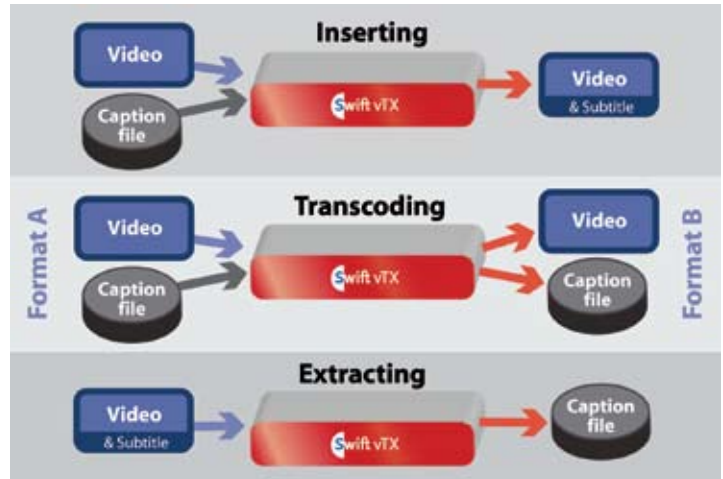 Inserting
Video
Caption
file
Swift vTX
Video
& Subtitle
Transcoding
Format A
Video
Caption
file
Swift vTX
Video
Caption
file
Format B
Extracting
Video
& Subtitle
Swift vTX
Caption
file